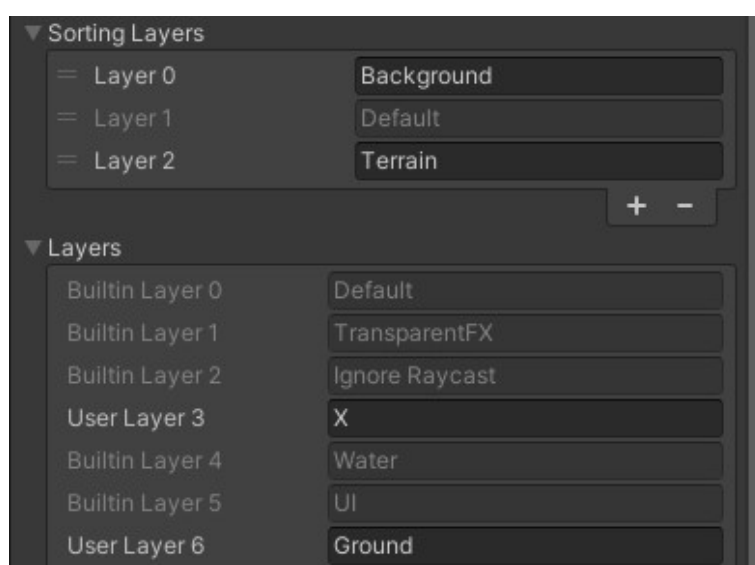 Sorting Layers
Layer 0 Background
Layer 1 Default
Layer 2 Terrain
+ -
Layers
Builtin Layer 0 Default
Builtin Layer 1 TransparentFX
Builtin Layer 2 Ignore Raycast
User Layer 3 X
Builtin Layer 4 Water
Builtin Layer 5 UI
User Layer 6 Ground